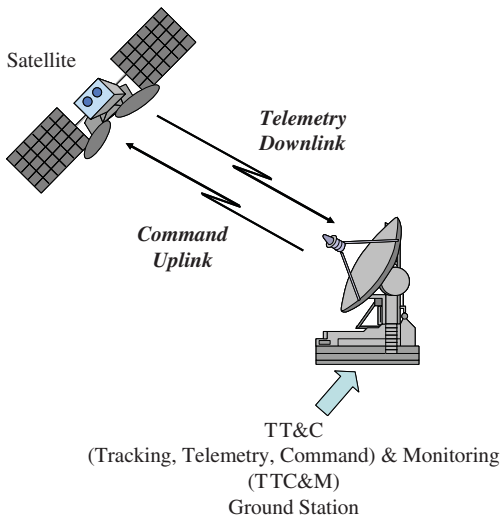 Satellite
Telemetry
Downlink
Command
Uplink
TT&C
(Tracking, Telemetry, Command) & Monitoring
(TTC&M)
Ground Station